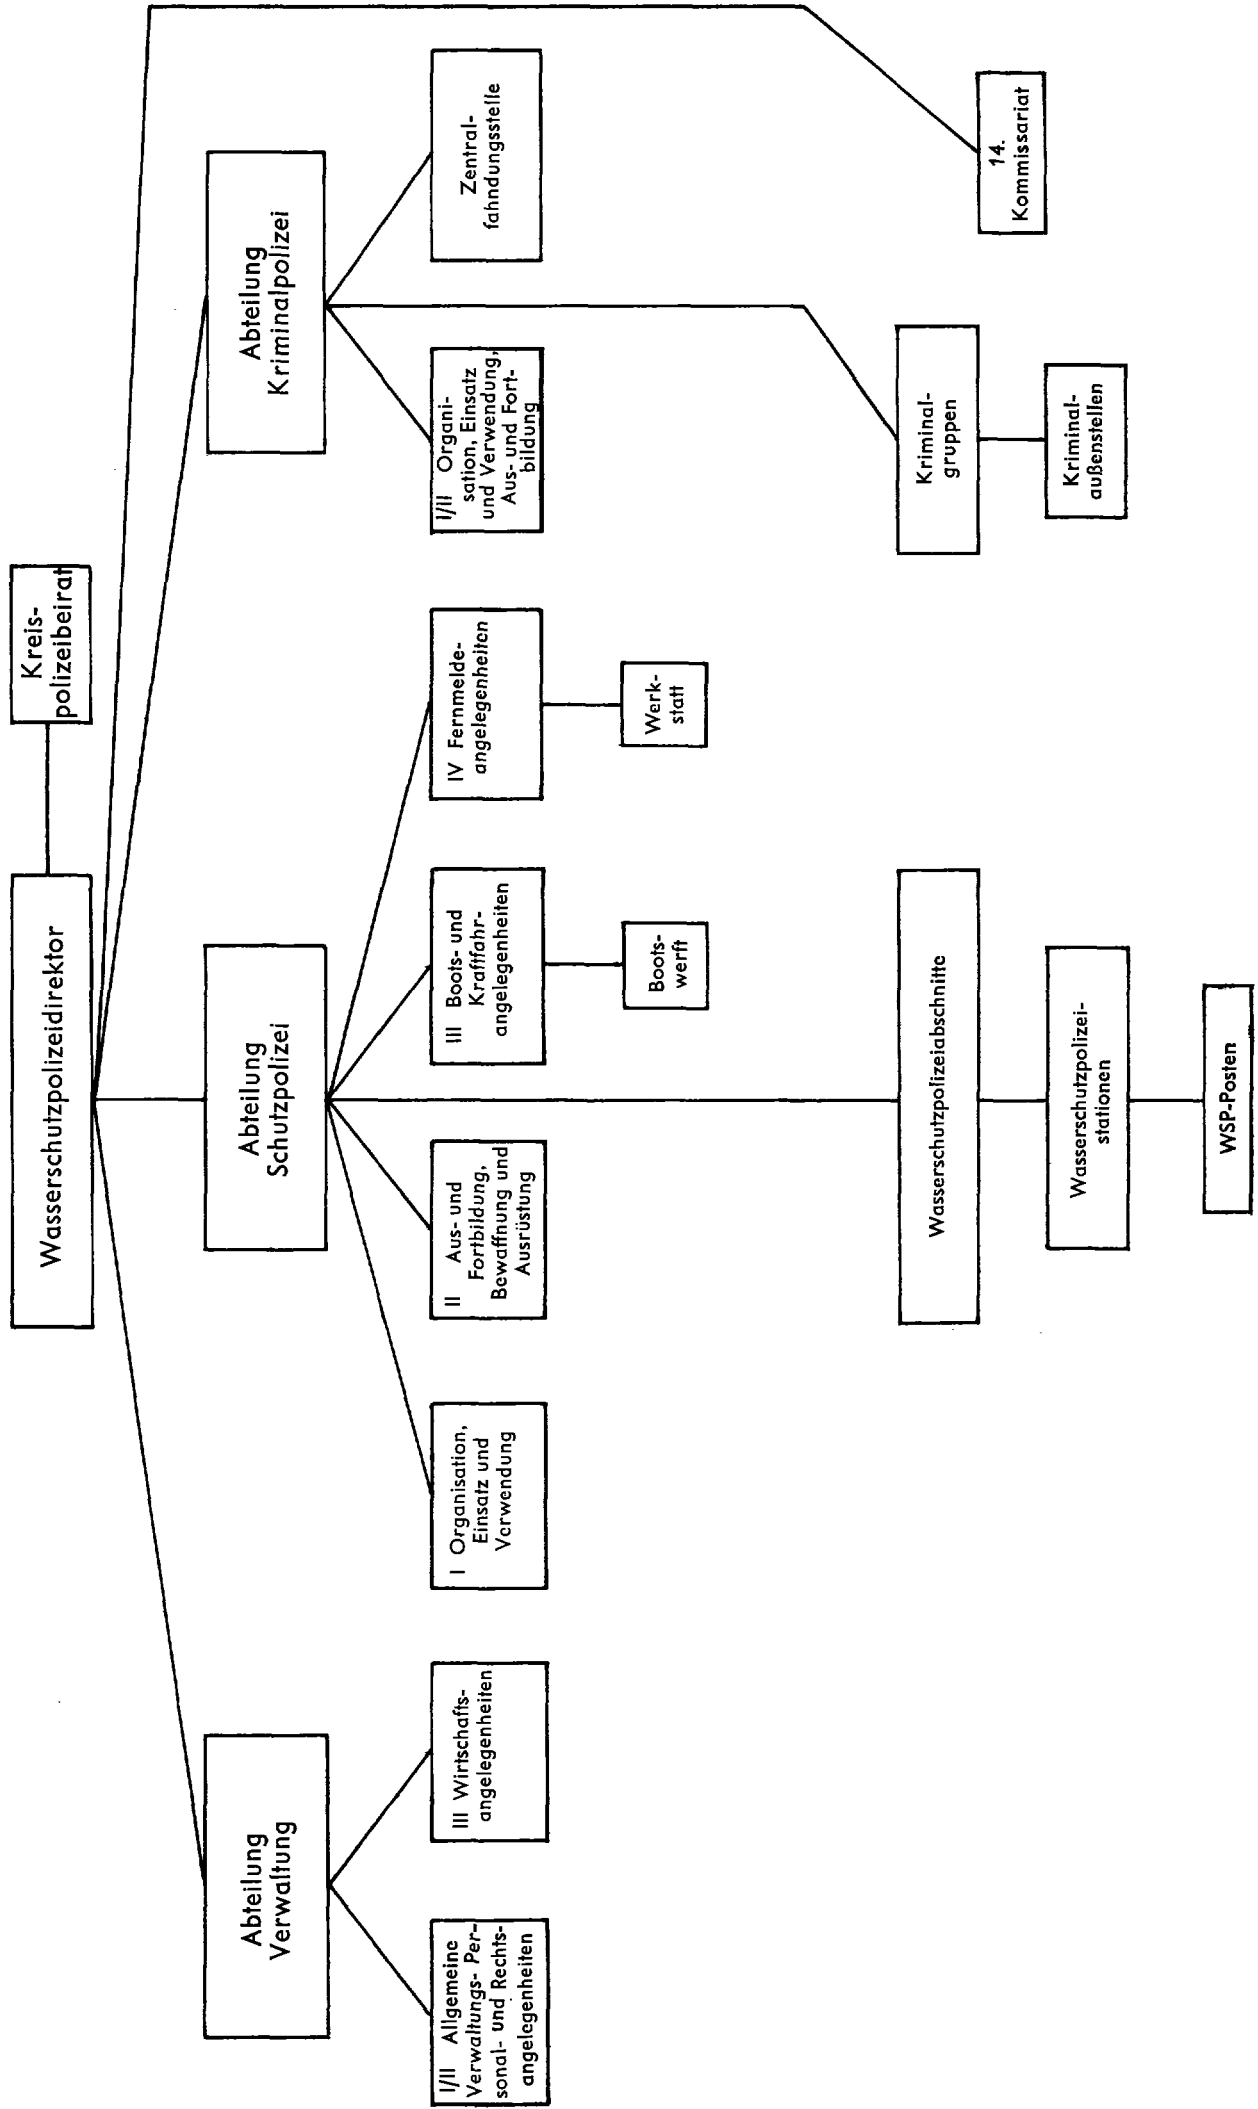 Wasserschutzpolizeidirektor
Kreis-
polizeibeirat
Abteilung
Verwaltung
Abteilung
Schutzpolizei
Abteilung
Kriminalpolizei
I/II Allgemeine
Verwaltungs- Per-
sonal- und Rechts-
angelegenheiten
III Wirtschafts-
angelegenheiten
I Organisation,
Einsatz und
Verwendung
II Aus- und
Fortbildung,
Bewaffnung und
Ausrüstung
III Boots- und
Kraftfahr-
angelegenheiten
IV Fernmelde-
angelegenheiten
I/II Organi-
sation, Einsatz
und Verwendung,
Aus- und Fort-
bildung
Zentral-
fahndungsstelle
Boots-
werft
Werk-
statt
Wasserschutzpolizeiabschnitte
Kriminal-
gruppen
14.
Kommissariat
Wasserschutzpolizei-
stationen
Kriminal-
außenstellen
WSP-Posten